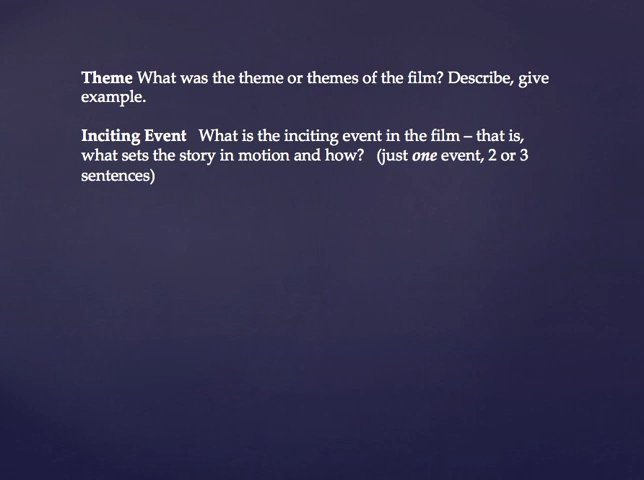 Theme What was the theme or themes of the film? Describe, give
example.
Inciting Event   What is the inciting event in the film – that is,
what sets the story in motion and how?   (just one event, 2 or 3
sentences)